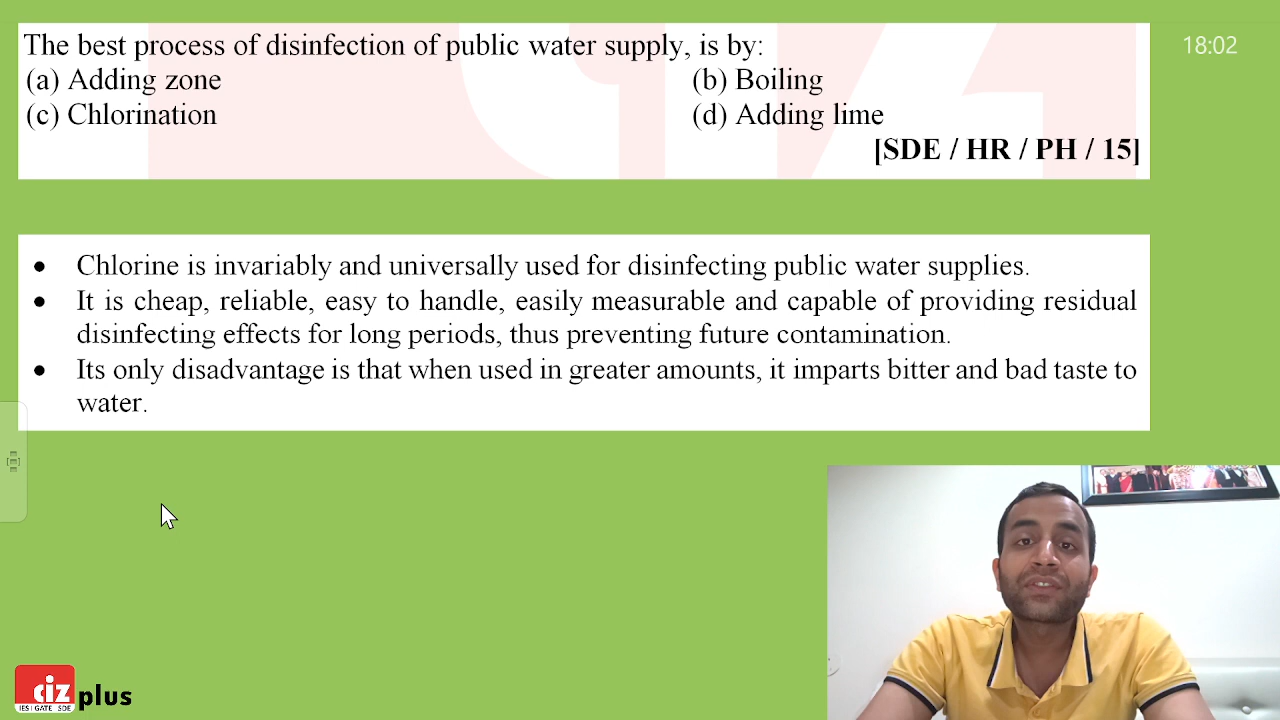 The best process of disinfection of public water supply, is by:
(a) Adding zone (b) Boiling
(c) Chlorination (d) Adding lime
[SDE / HR / PH / 15]
18:02
• Chlorine is invariably and universally used for disinfecting public water supplies.
• It is cheap, reliable, easy to handle, easily measurable and capable of providing residual
disinfecting effects for long periods, thus preventing future contamination.
• Its only disadvantage is that when used in greater amounts, it imparts bitter and bad taste to
water.
ciz plus
IES | GATE SDE